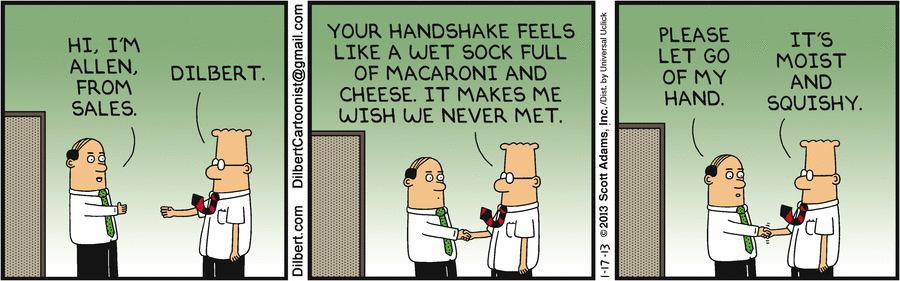 HI, I'M
ALLEN,
FROM
SALES.
DILBERT.
Dilbert.com DilbertCartoonist@gmail.com
YOUR HANDSHAKE FEELS
LIKE A WET SOCK FULL
OF MACARONI AND
CHEESE. IT MAKES ME
WISH WE NEVER MET.
1-17-13 ©2013 Scott Adams, Inc. /Dist. by Universal Uclick
PLEASE
LET GO
OF MY
HAND.
IT'S
MOIST
AND
SQUISHY.